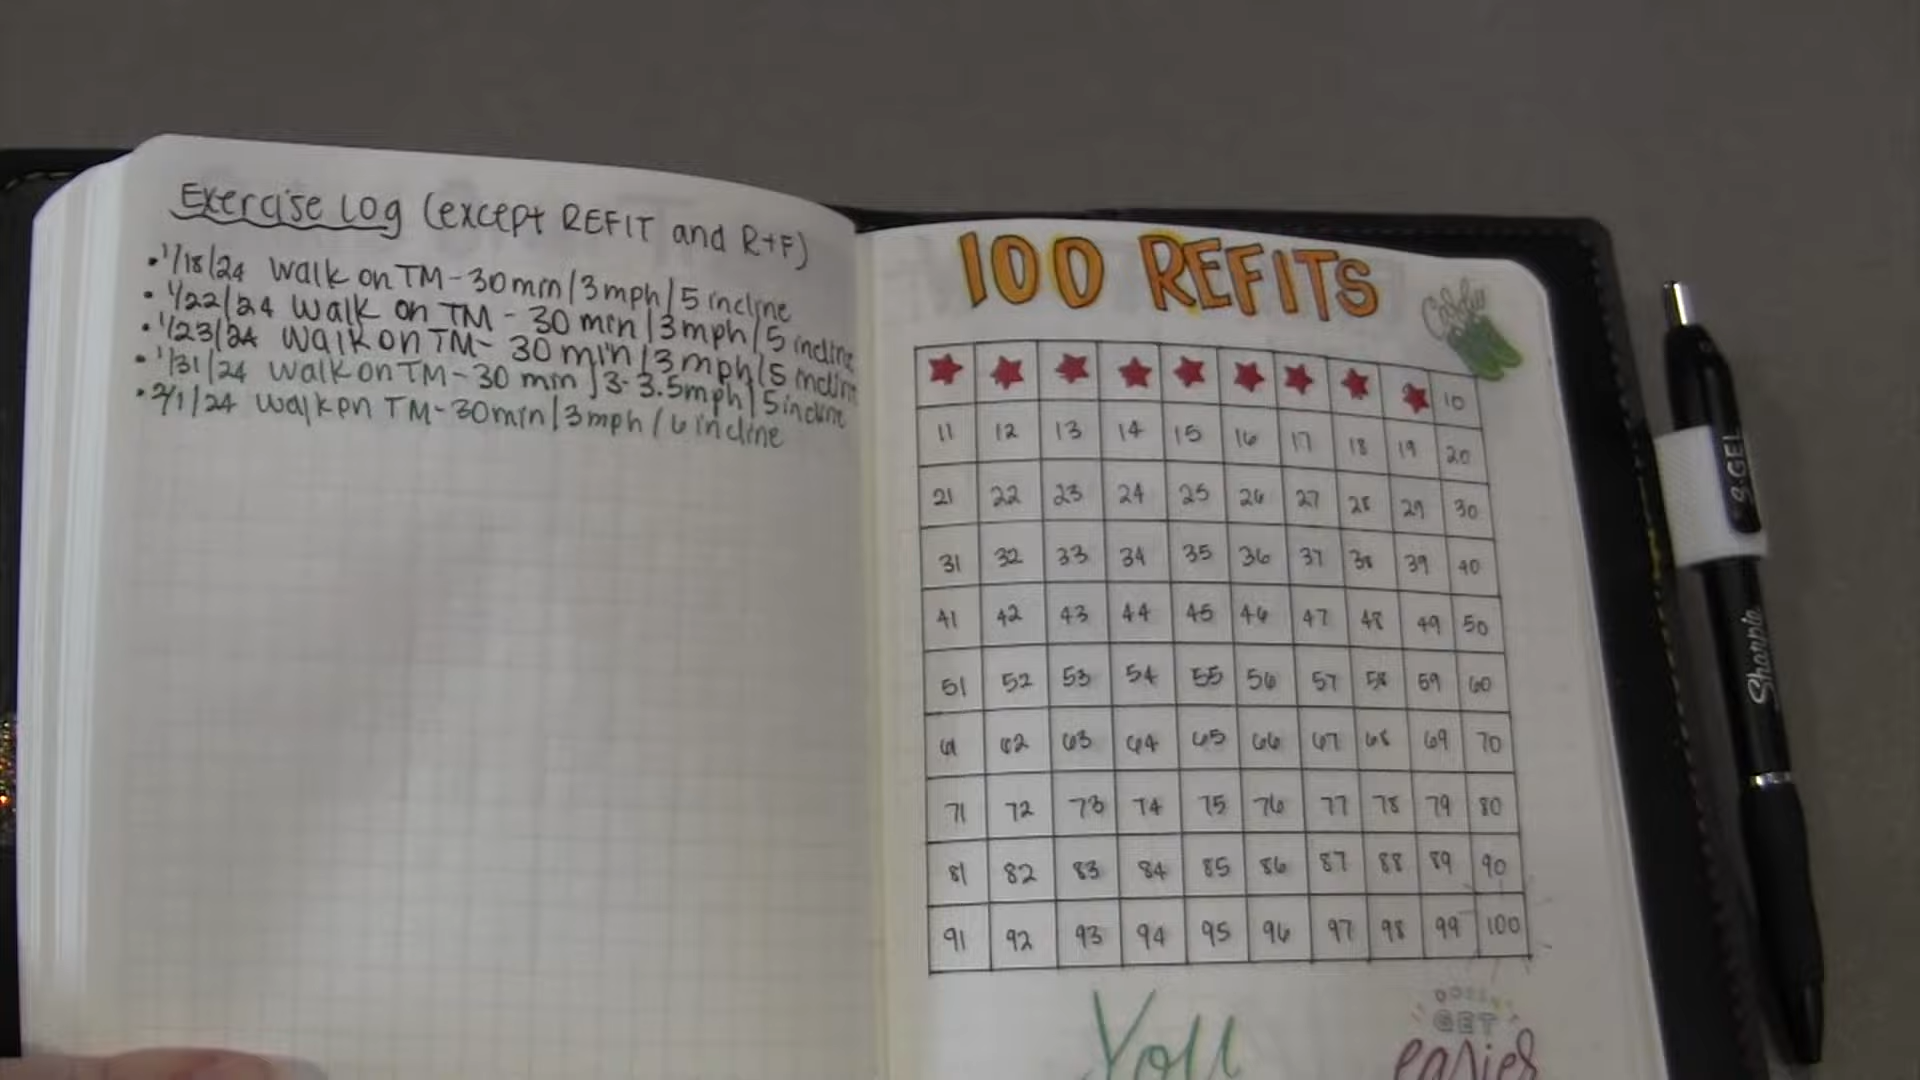 Exercise Log (except REFIT and R+F)
• 1/18/24 Walk on TM - 30 min / 3 mph / 5 incline
• 1/22/24 Walk on TM - 30 min / 3 mph / 5 incline
• 1/23/24 Walk on TM - 30 min / 3 mph / 5 incline
• 1/31/24 Walk on TM - 30 min / 3-3.5mph / 5 incline
• 2/1/24 Walk on TM - 30 min / 3 mph / 6 incline
100 REFITS
Cardio
10
11 12 13 14 15 16 17 18 19 20
21 22 23 24 25 26 27 28 29 30
31 32 33 34 35 36 37 38 39 40
41 42 43 44 45 46 47 48 49 50
51 52 53 54 55 56 57 58 59 60
61 62 63 64 65 66 67 68 69 70
71 72 73 74 75 76 77 78 79 80
81 82 83 84 85 86 87 88 89 90
91 92 93 94 95 96 97 98 99 100
You
DOESN'T
GET
easier
S·GEL
Sharpie